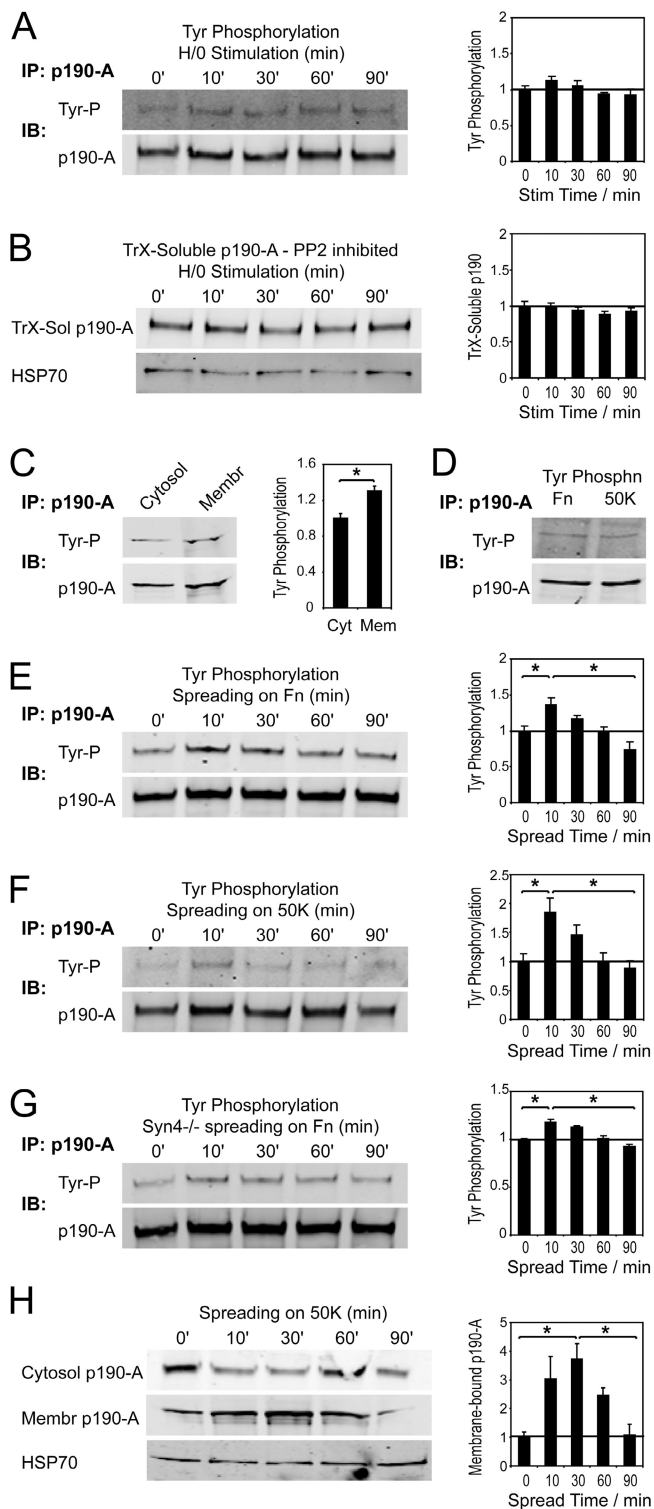 A
Tyr Phosphorylation
H/0 Stimulation (min)
IP: p190-A
0' 10' 30' 60' 90'
Tyr-P
IB:
p190-A
Tyr Phosphorylation
2
1.5
1
0.5
0
0 10 30 60 90
Stim Time / min
B
TrX-Soluble p190-A - PP2 inhibited
H/0 Stimulation (min)
0' 10' 30' 60' 90'
TrX-Sol p190-A
HSP70
TrX-Soluble p190
2
1.5
1
0.5
0
0 10 30 60 90
Stim Time / min
C
Cytosol Membr
IP: p190-A
Tyr-P
IB:
p190-A
Tyr Phosphorylation
1.6
1.2
0.8
0.4
0
*
Cyt Mem
D
Tyr Phosphn
IP: p190-A
Fn 50K
Tyr-P
IB:
p190-A
E
Tyr Phosphorylation
Spreading on Fn (min)
IP: p190-A
0' 10' 30' 60' 90'
Tyr-P
IB:
p190-A
Tyr Phosphorylation
2
1.5
1
0.5
0
* *
0 10 30 60 90
Spread Time / min
F
Tyr Phosphorylation
Spreading on 50K (min)
IP: p190-A
0' 10' 30' 60' 90'
Tyr-P
IB:
p190-A
Tyr Phosphorylation
2.5
2
1.5
1
0.5
0
* *
0 10 30 60 90
Spread Time / min
G
Tyr Phosphorylation
Syn4-/- spreading on Fn (min)
IP: p190-A
0' 10' 30' 60' 90'
Tyr-P
IB:
p190-A
Tyr Phosphorylation
1.5
1
0.5
0
* *
0 10 30 60 90
Spread Time / min
H
Spreading on 50K (min)
0' 10' 30' 60' 90'
Cytosol p190-A
Membr p190-A
HSP70
Membrane-bound p190-A
5
4
3
2
1
0
* *
0 10 30 60 90
Spread Time / min